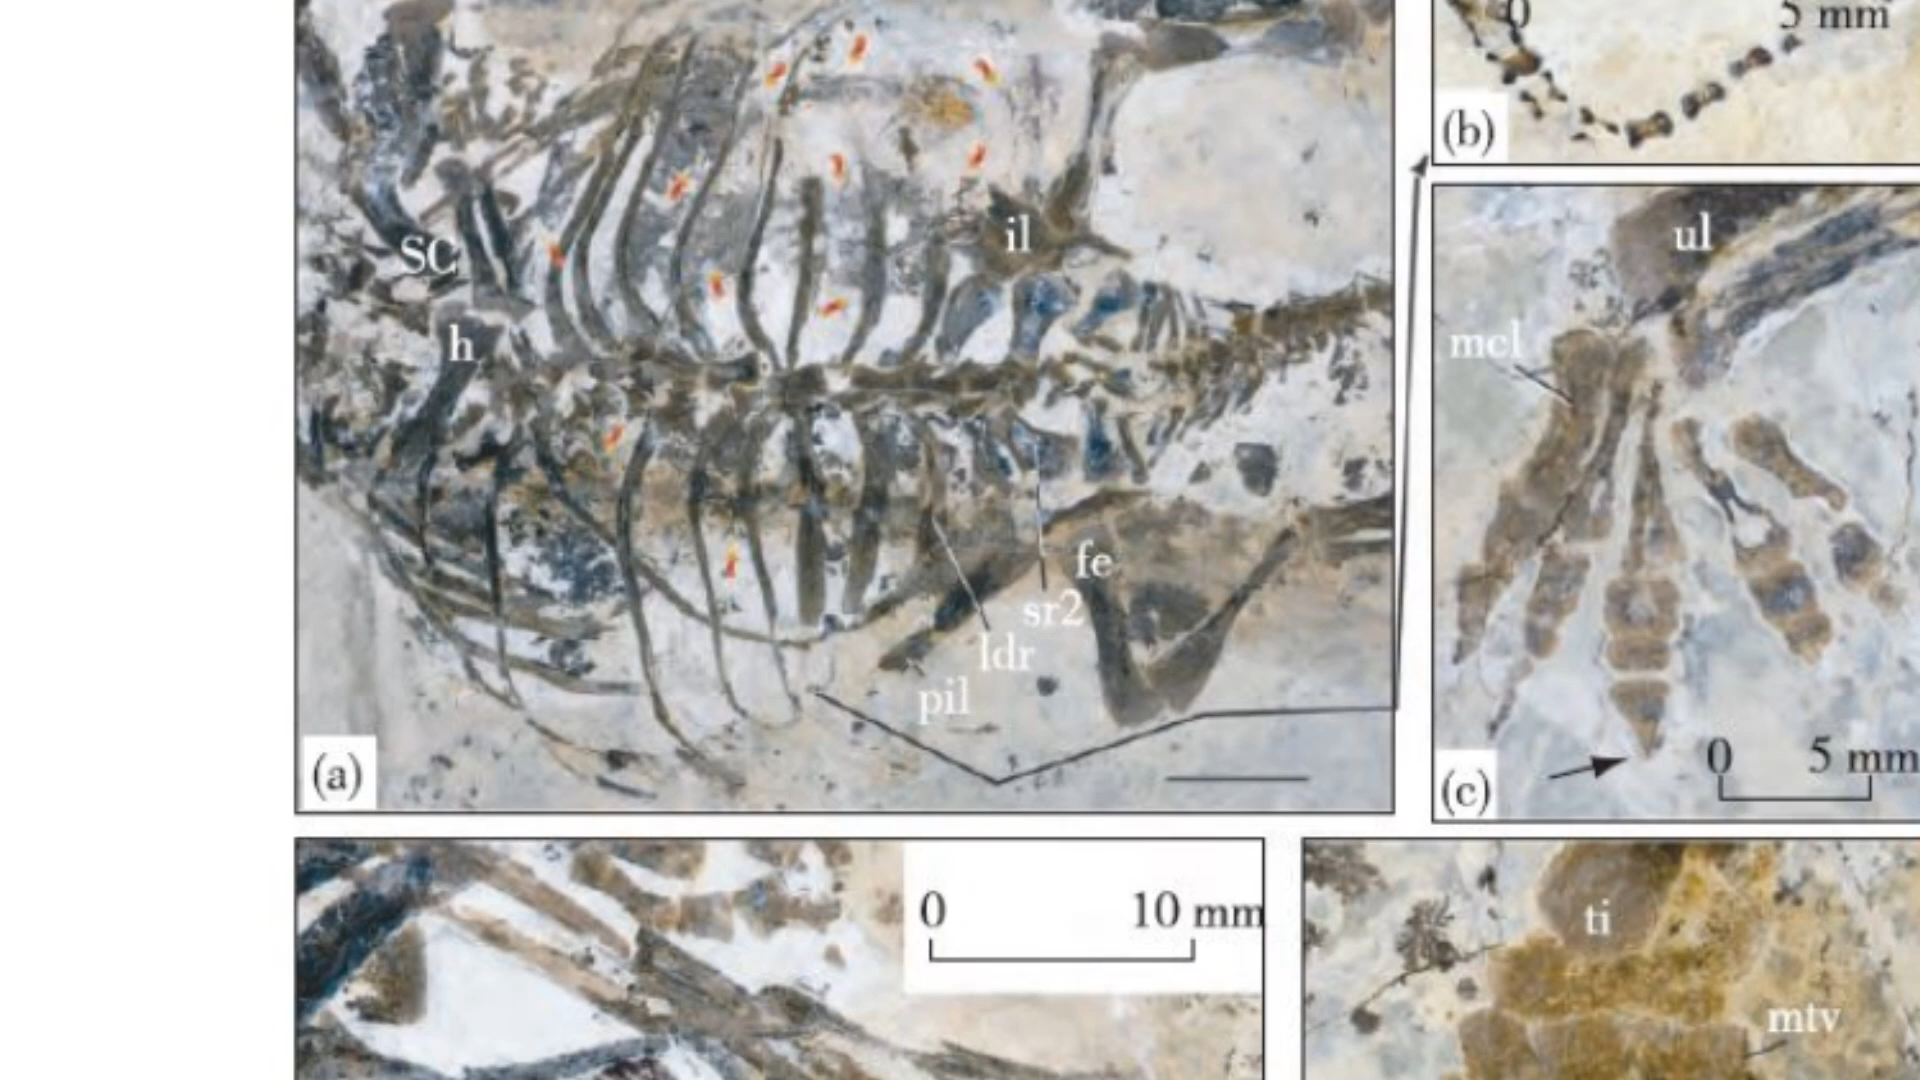 SC
h
il
fe
sr2
ldr
pil
(a)
0 5 mm
(b)
ul
mcl
0 5 mm
(c)
0 10 mm
ti
mtv